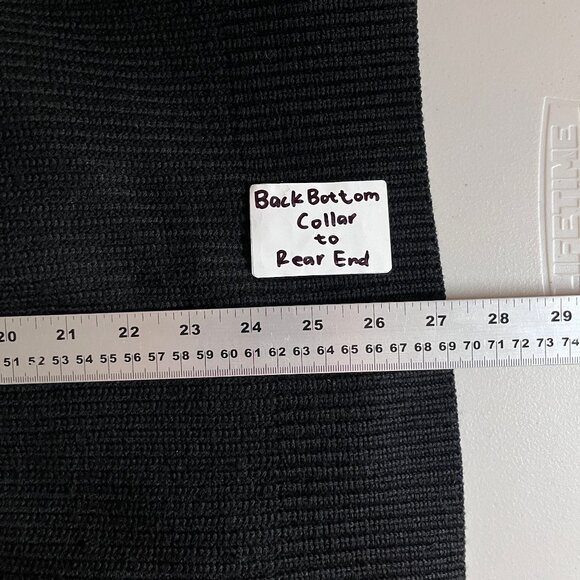 Back Bottom
Collar
to
Rear End
20 21 22 23 24 25 26 27 28 29
51 52 53 54 55 56 57 58 59 60 61 62 63 64 65 66 67 68 69 70 71 72 73 74
LIFETIME